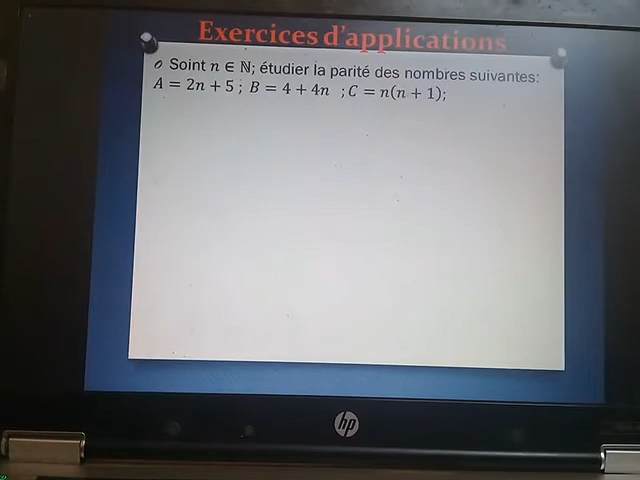 Exercices d'applications
Soint n ∈ ℕ; étudier la parité des nombres suivantes:
A = 2n + 5 ; B = 4 + 4n ; C = n(n + 1);
hp